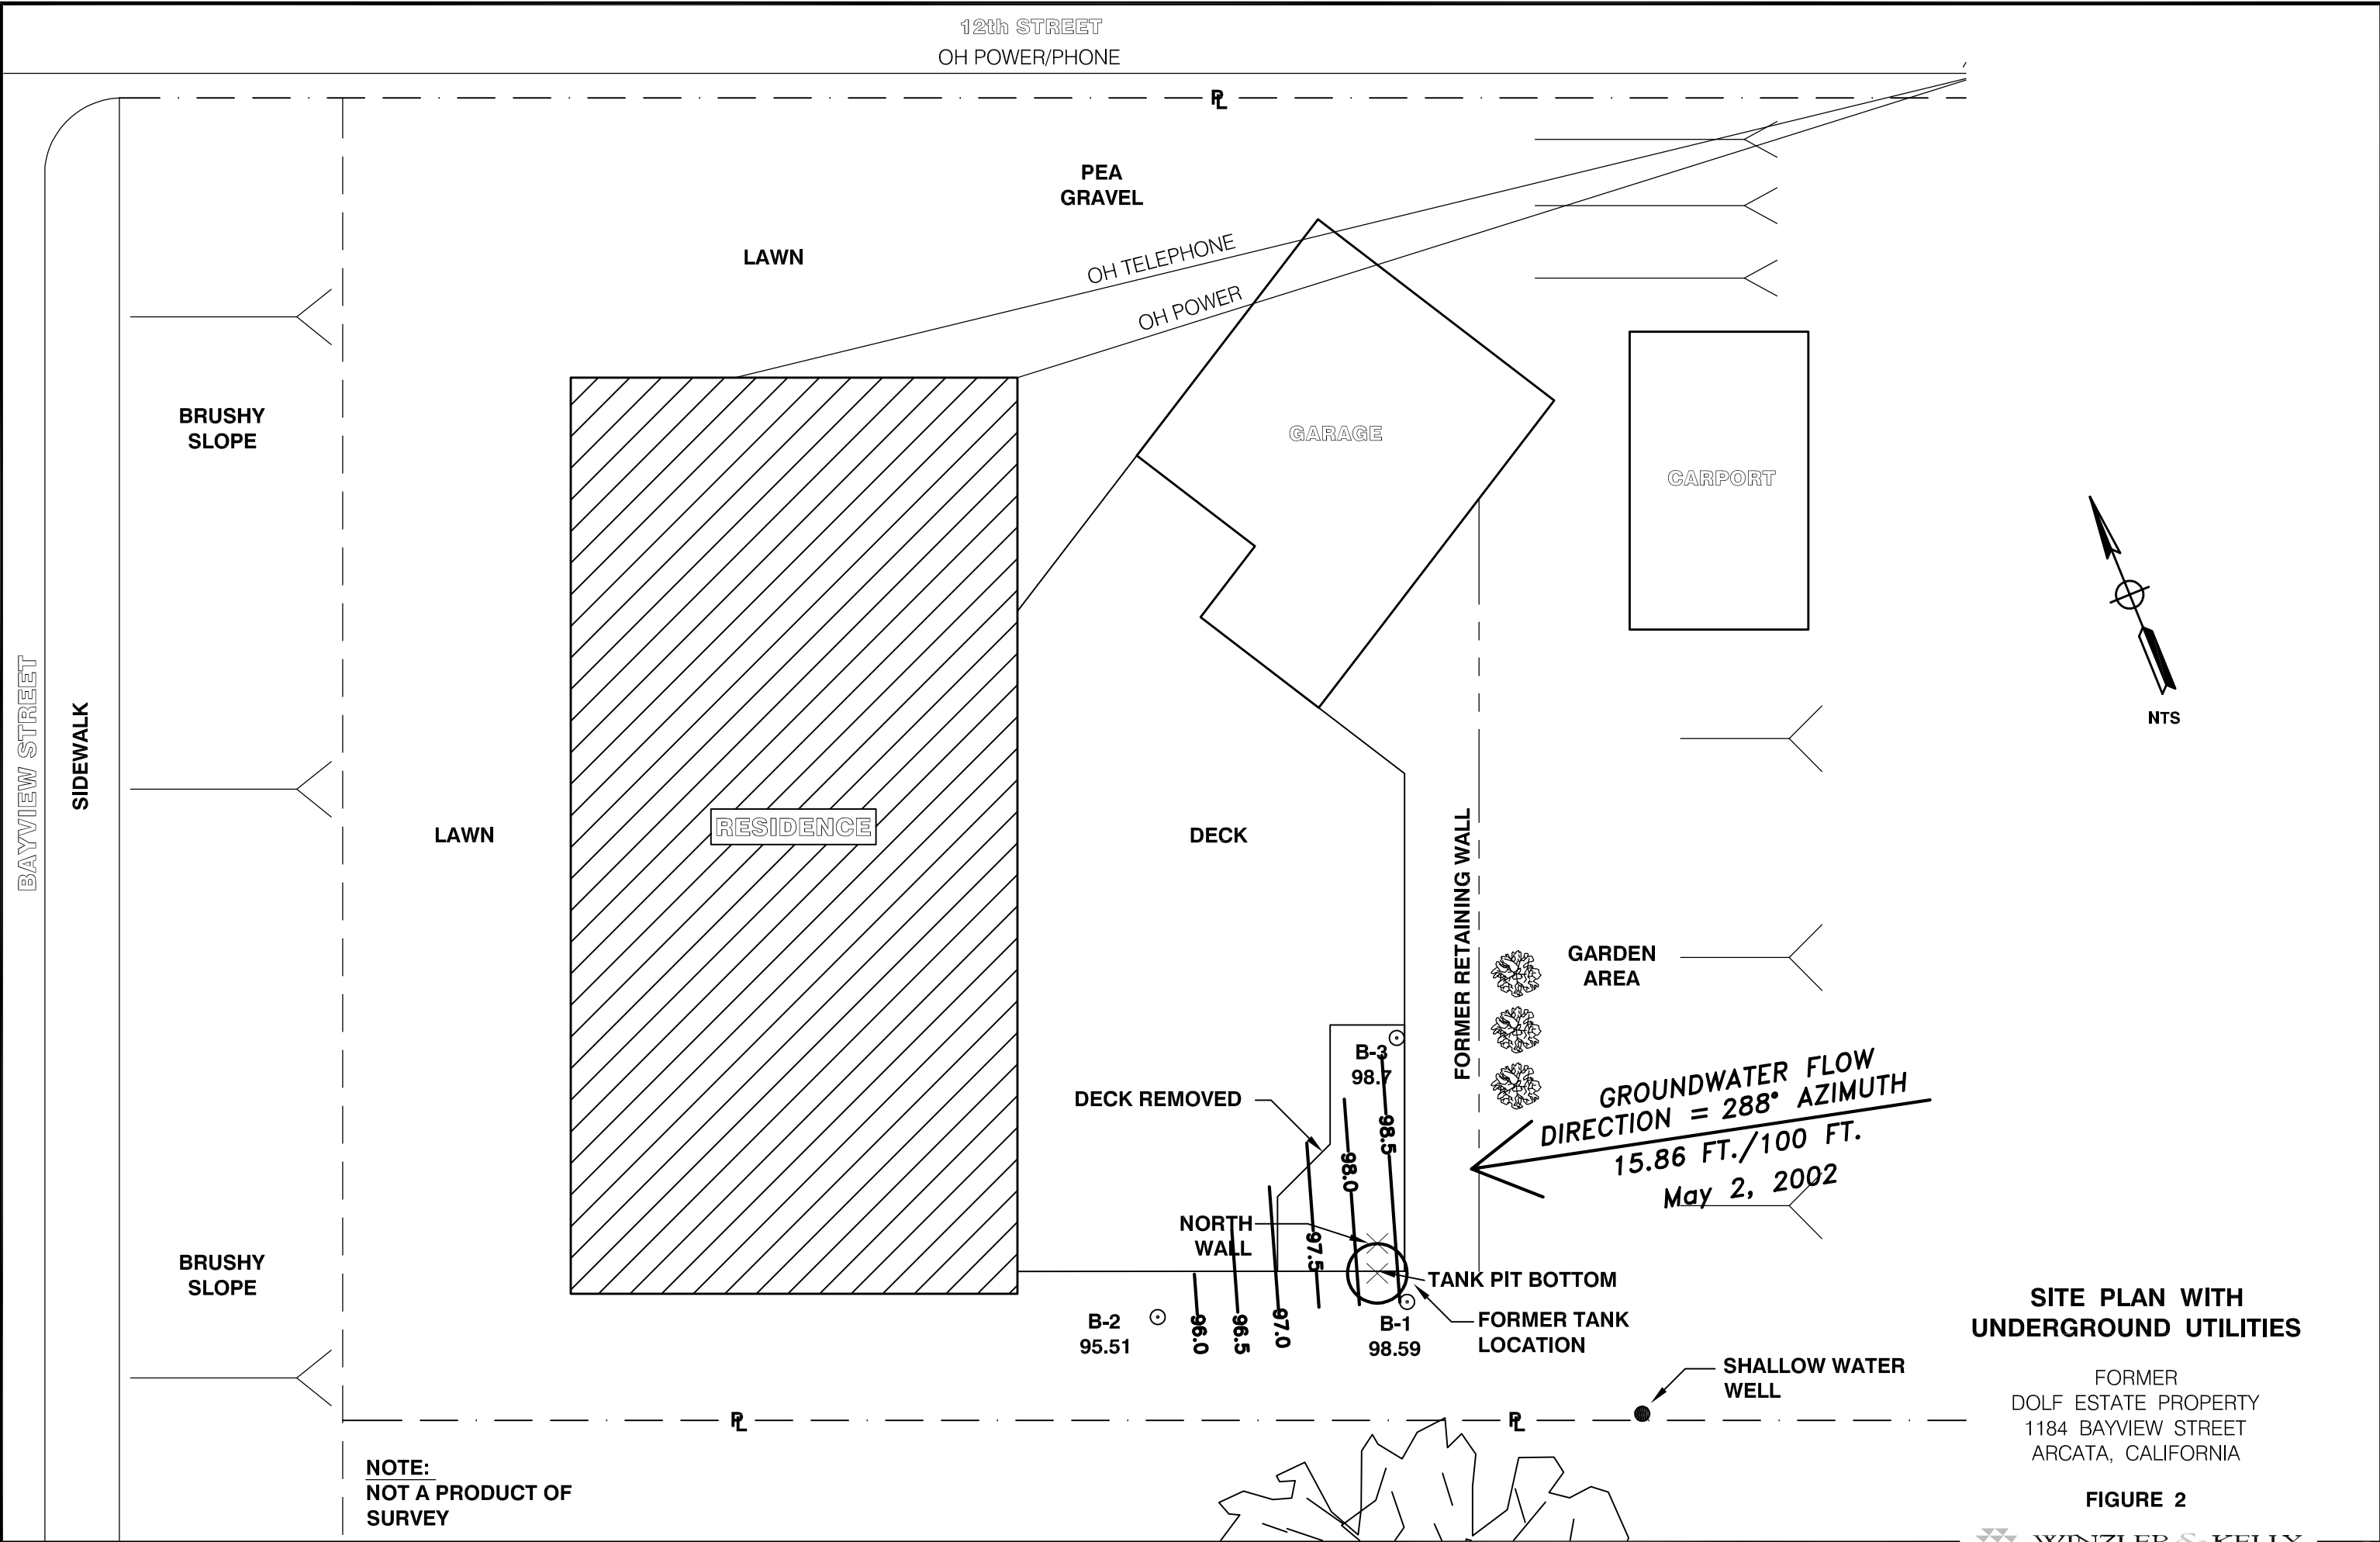 12th STREET
OH POWER/PHONE
PL
PEA
GRAVEL
LAWN
OH TELEPHONE
OH POWER
BRUSHY
SLOPE
GARAGE
CARPORT
NTS
BAYVIEW STREET
SIDEWALK
LAWN
RESIDENCE
DECK
FORMER RETAINING WALL
GARDEN
AREA
B-3
98.7
DECK REMOVED
98.5
98.0
97.5
97.0
96.5
96.0
GROUNDWATER FLOW
DIRECTION = 288° AZIMUTH
15.86 FT./100 FT.
May 2, 2002
NORTH
WALL
TANK PIT BOTTOM
BRUSHY
SLOPE
B-2
95.51
B-1
98.59
FORMER TANK
LOCATION
SHALLOW WATER
WELL
PL
PL
NOTE:
NOT A PRODUCT OF
SURVEY
SITE PLAN WITH
UNDERGROUND UTILITIES
FORMER
DOLF ESTATE PROPERTY
1184 BAYVIEW STREET
ARCATA, CALIFORNIA
FIGURE 2
WINZLER & KELLY